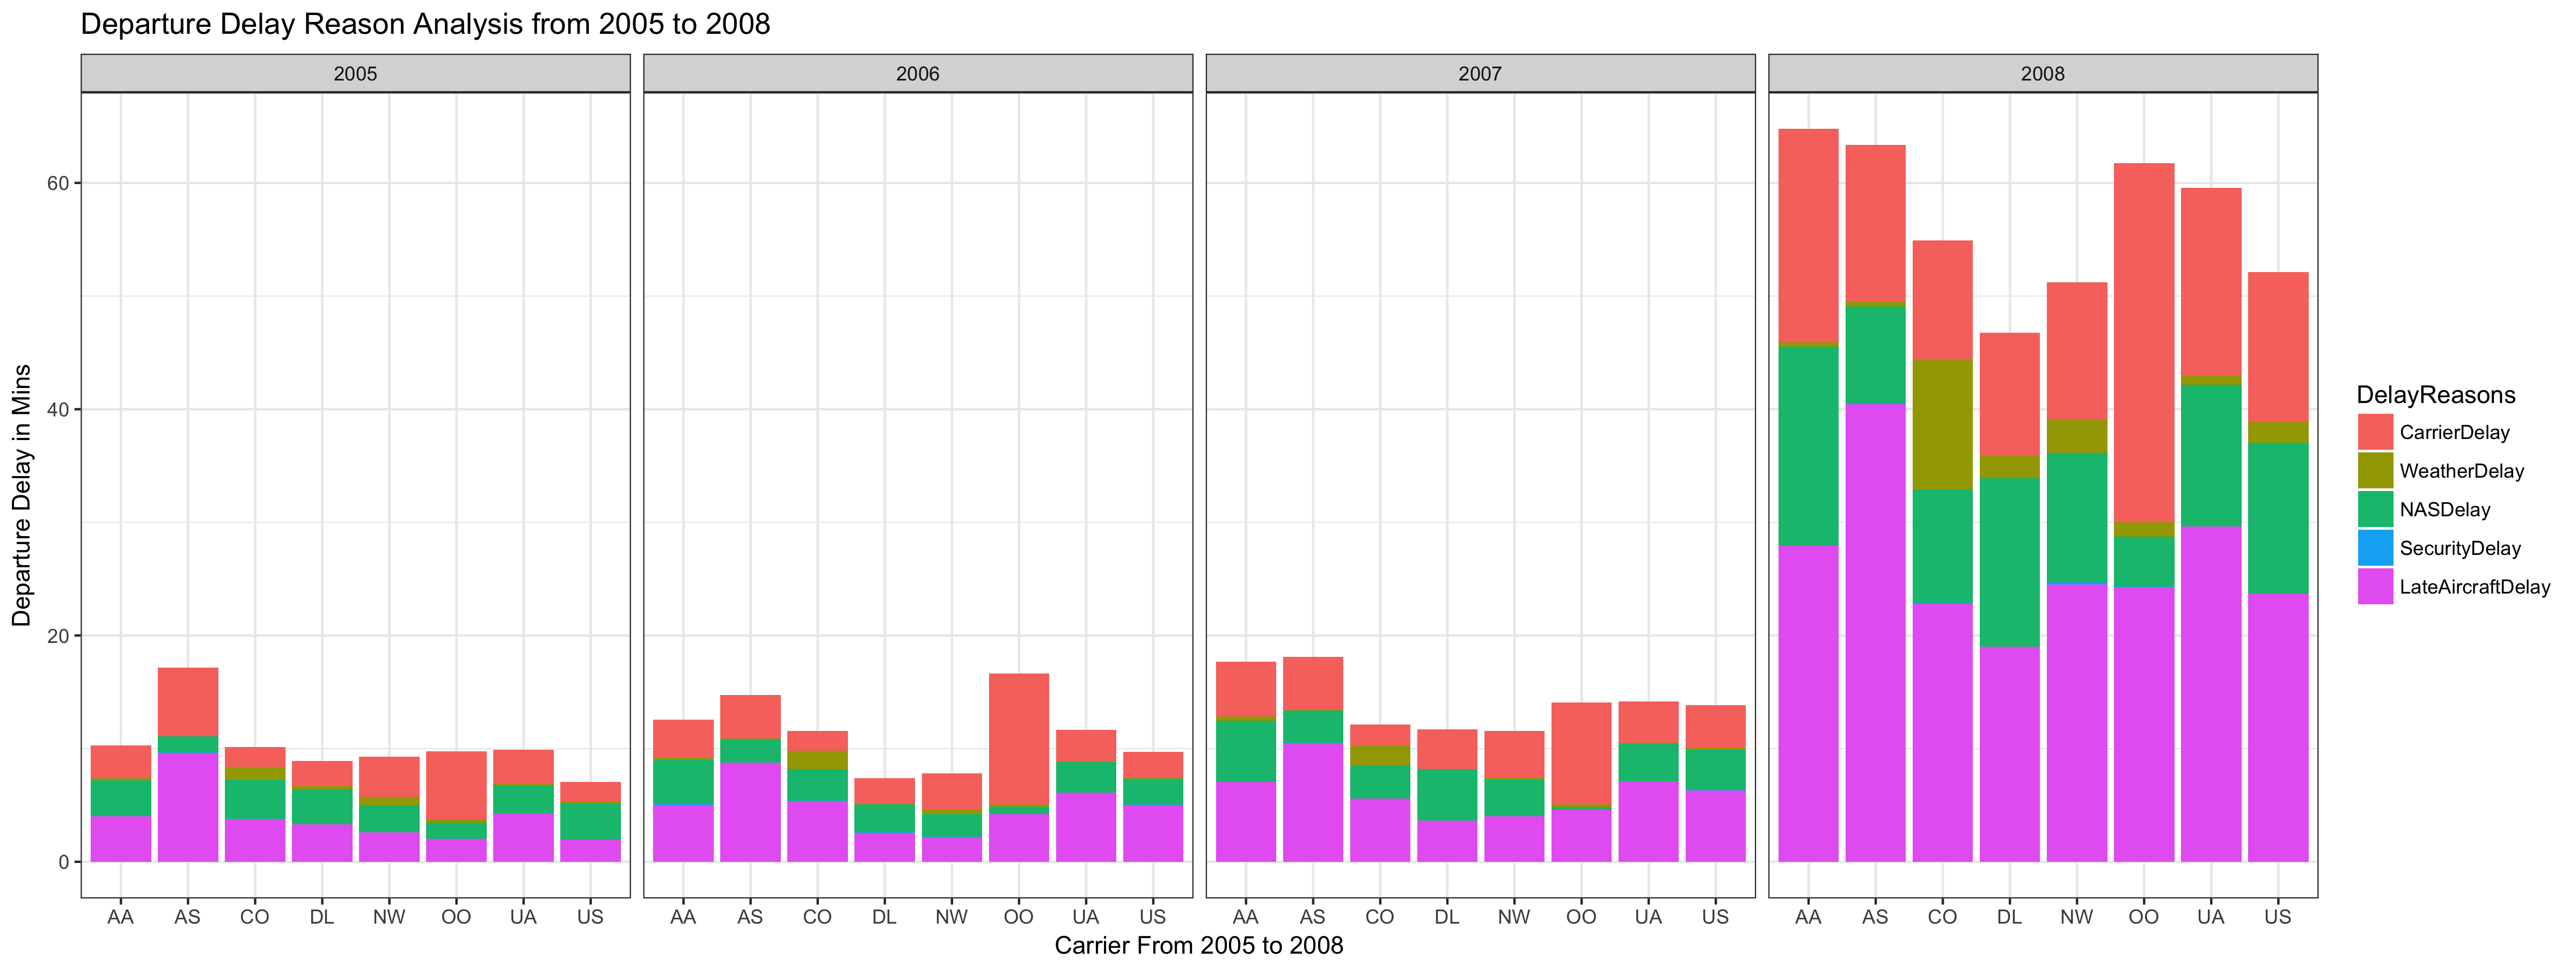 Departure Delay Reason Analysis from 2005 to 2008
2005 2006 2007 2008
Departure Delay in Mins
60
40
20
0
AA AS CO DL NW OO UA US AA AS CO DL NW OO UA US AA AS CO DL NW OO UA US AA AS CO DL NW OO UA US
Carrier From 2005 to 2008
DelayReasons
CarrierDelay
WeatherDelay
NASDelay
SecurityDelay
LateAircraftDelay